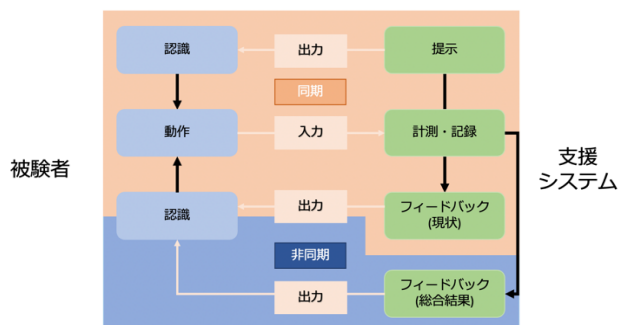 認識
出力
提示
同期
動作
入力
計測・記録
被験者
支援
システム
認識
出力
フィードバック
(現状)
非同期
出力
フィードバック
(総合結果)